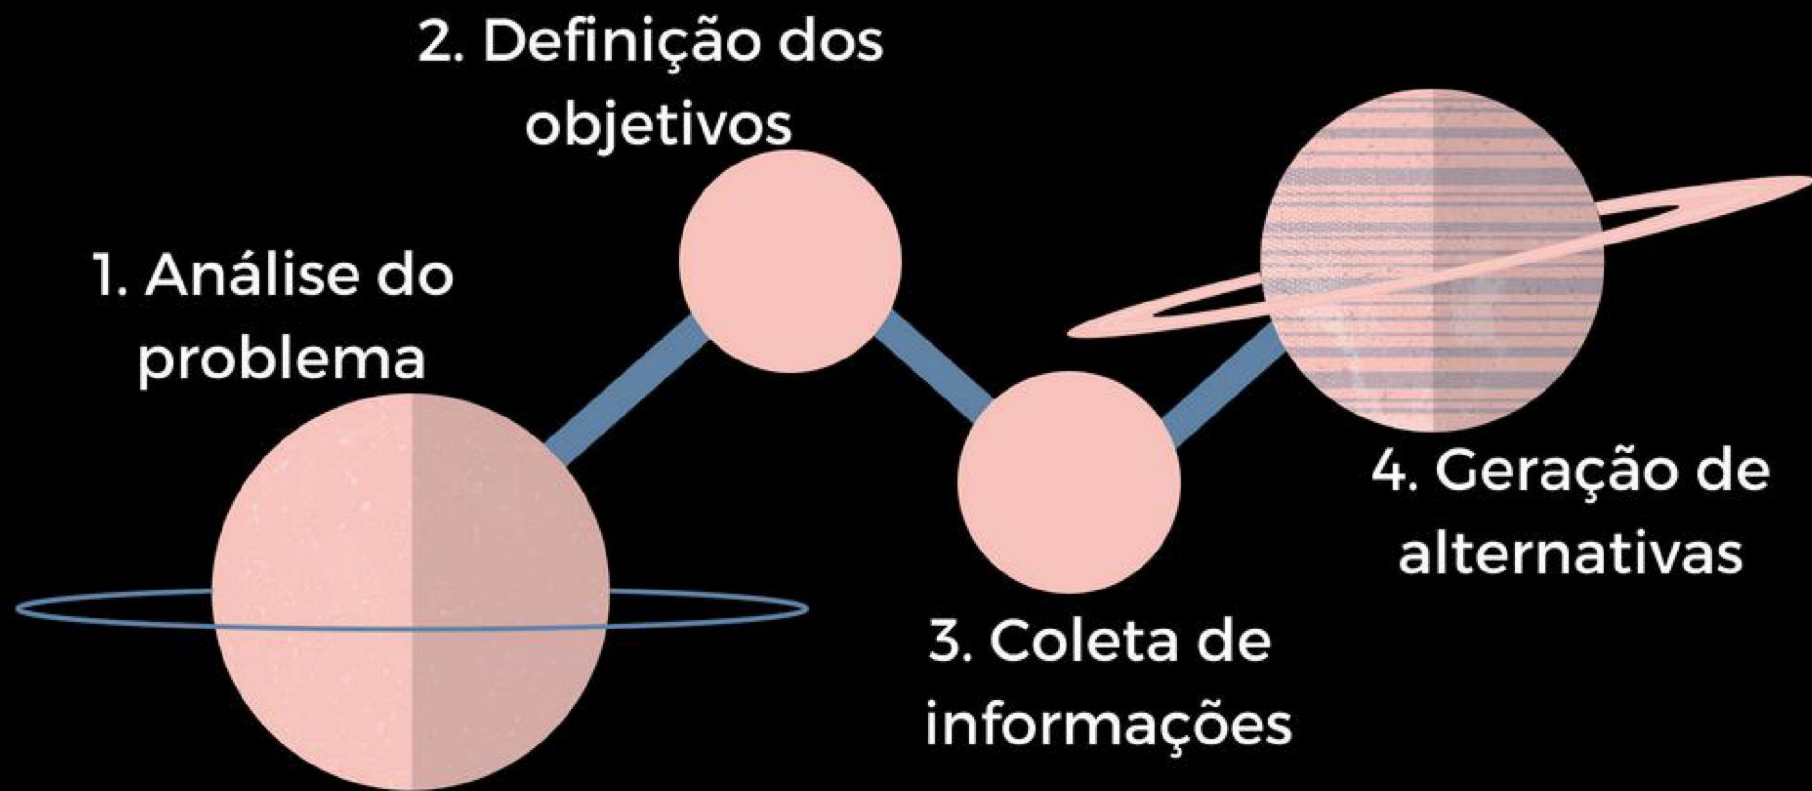 1. Análise do
problema
2. Definição dos
objetivos
3. Coleta de
informações
4. Geração de
alternativas